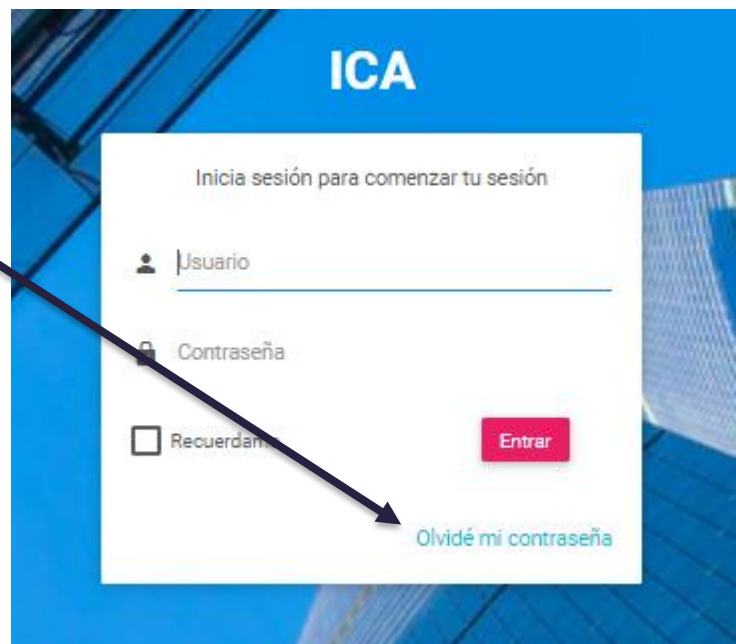 ICA
Inicia sesión para comenzar tu sesión
Usuario
Contraseña
Entrar
Olvidé mi contraseña